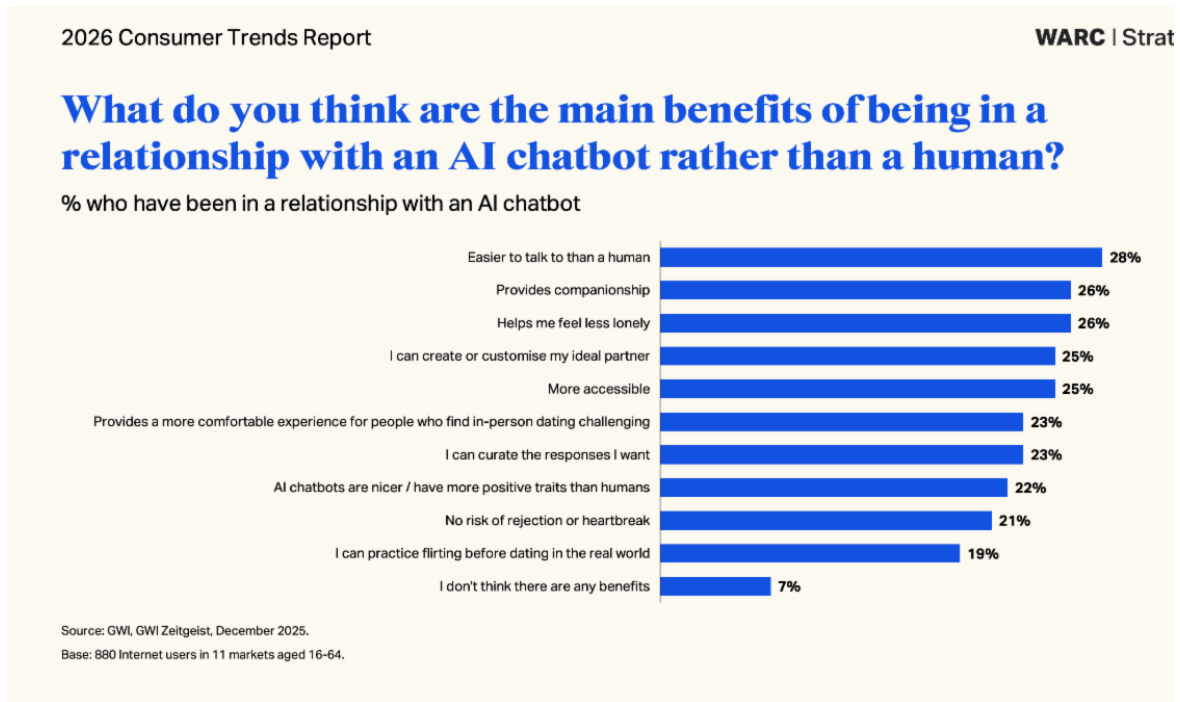 2026 Consumer Trends Report
WARC | Strat
What do you think are the main benefits of being in a
relationship with an AI chatbot rather than a human?
% who have been in a relationship with an AI chatbot
Easier to talk to than a human 28%
Provides companionship 26%
Helps me feel less lonely 26%
I can create or customise my ideal partner 25%
More accessible 25%
Provides a more comfortable experience for people who find in-person dating challenging 23%
I can curate the responses I want 23%
AI chatbots are nicer / have more positive traits than humans 22%
No risk of rejection or heartbreak 21%
I can practice flirting before dating in the real world 19%
I don't think there are any benefits 7%
Source: GWI, GWI Zeitgeist, December 2025.
Base: 880 Internet users in 11 markets aged 16-64.